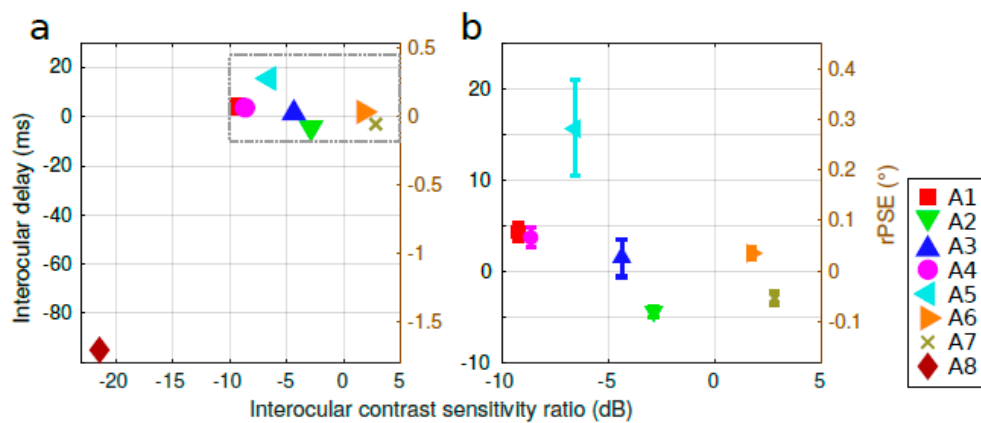 a
b
Interocular delay (ms)
20
0
-20
-40
-60
-80
-20
-15
-10
-5
0
5
0.5
0
-0.5
-1
-1.5
20
10
0
-10
-10
-5
0
5
0.4
0.3
0.2
0.1
0
-0.1
rPSE (°)
Interocular contrast sensitivity ratio (dB)
A1
A2
A3
A4
A5
A6
A7
A8